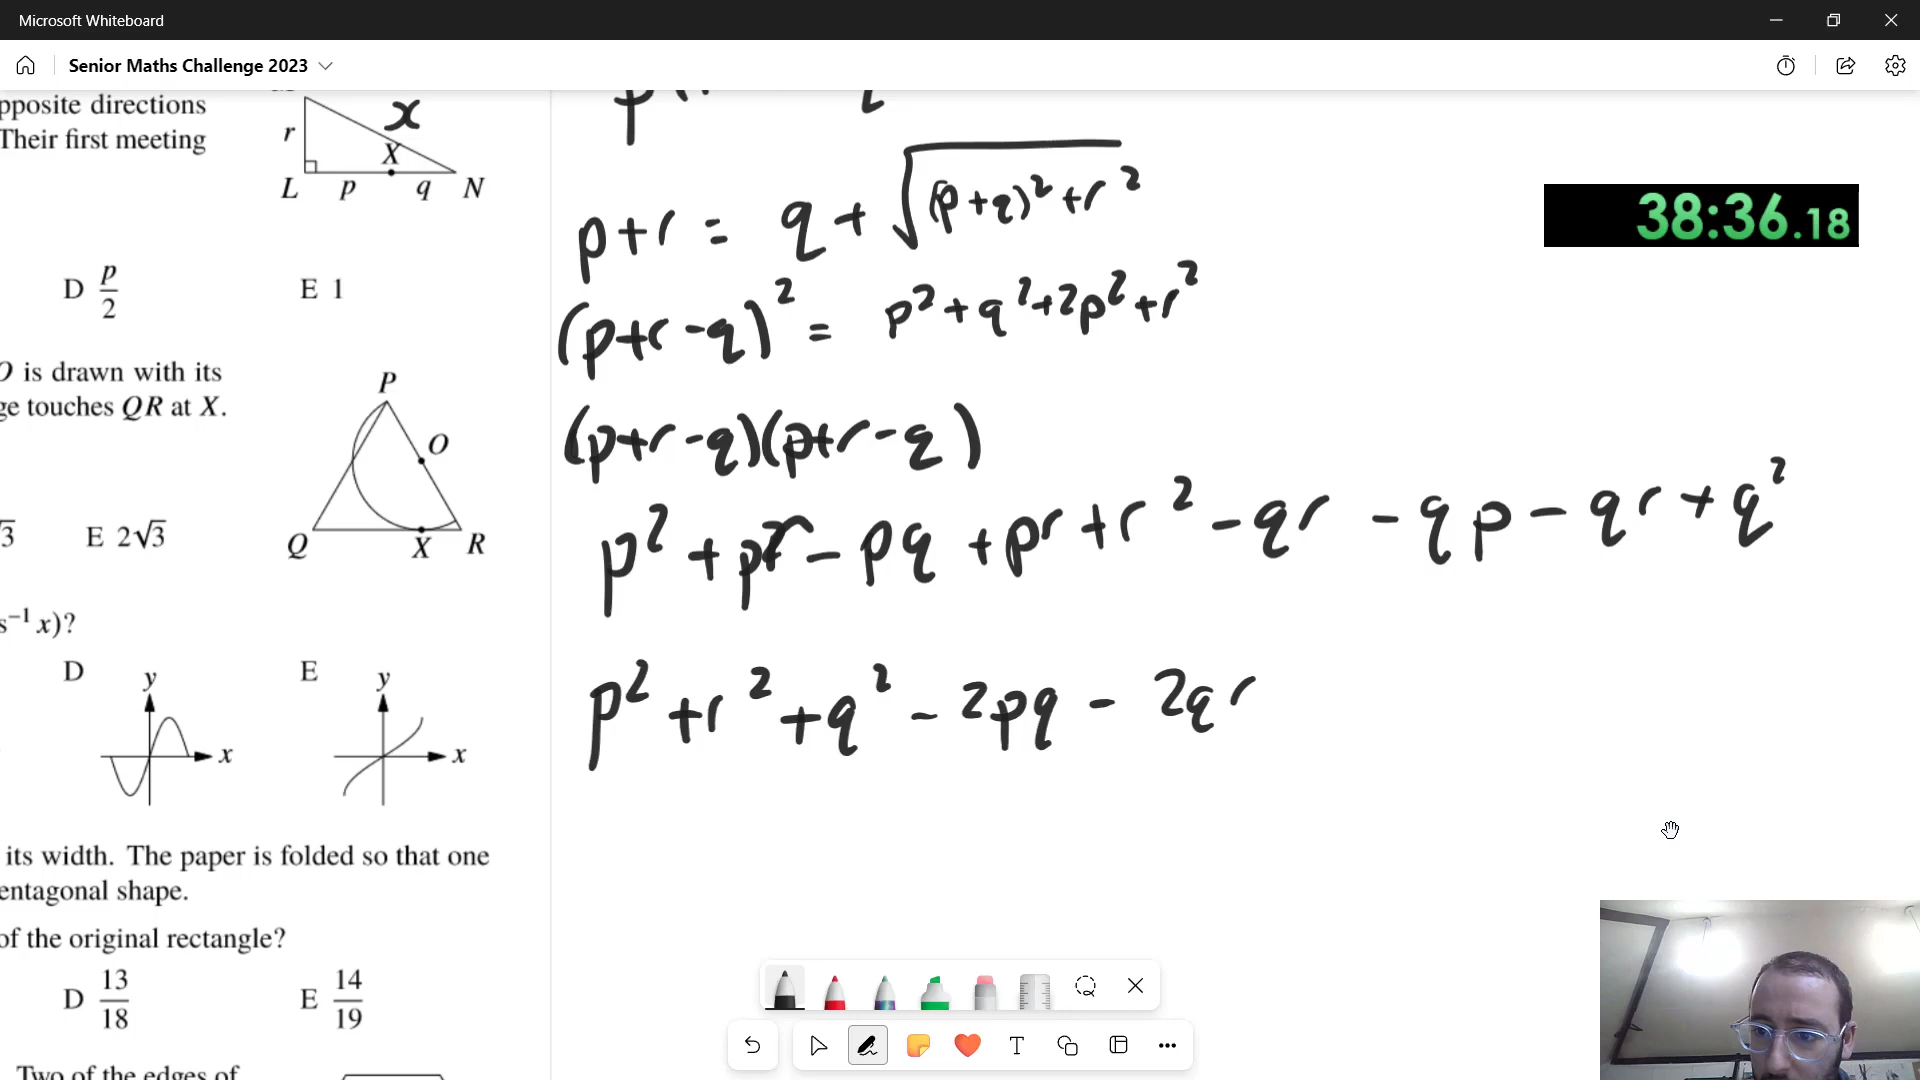 Microsoft Whiteboard
Senior Maths Challenge 2023
pposite directions
Their first meeting
r
x
X
L p q N
D p/2
E 1
O is drawn with its
ge touches QR at X.
P
O
Q X R
√3
E 2√3
s⁻¹ x)?
D y x
E y x
its width. The paper is folded so that one
entagonal shape.
of the original rectangle?
D 13/18
E 14/19
Two of the edges of
p+r = q + √((p+q)²+r²)
(p+r-q)² = p²+q²+2p²+r²
(p+r-q)(p+r-q)
p² + pr - pq + pr + r² - qr - qp - qr + q²
p² + r² + q² - 2pq - 2qr
38:36.18
T